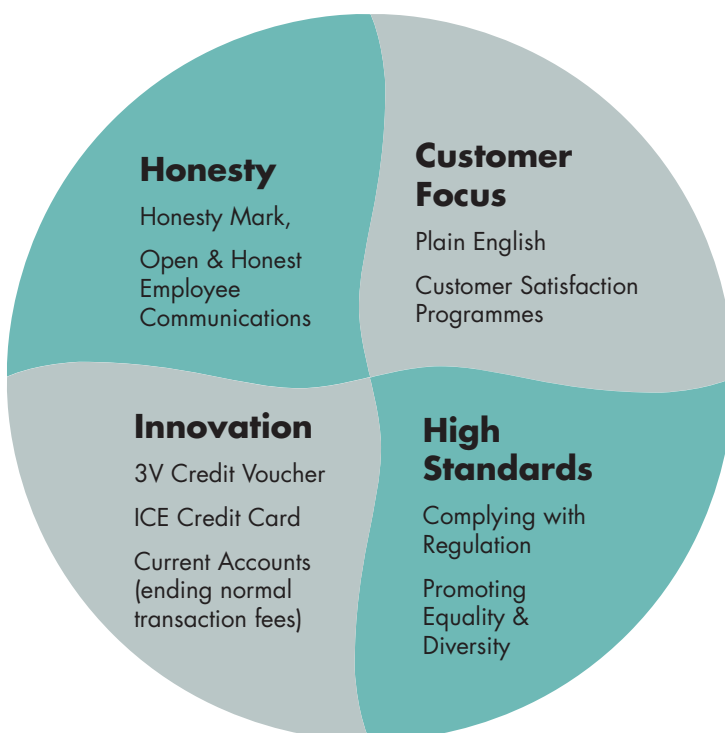 Honesty
Honesty Mark,
Open & Honest
Employee
Communications
Customer
Focus
Plain English
Customer Satisfaction
Programmes
Innovation
3V Credit Voucher
ICE Credit Card
Current Accounts
(ending normal
transaction fees)
High
Standards
Complying with
Regulation
Promoting
Equality &
Diversity